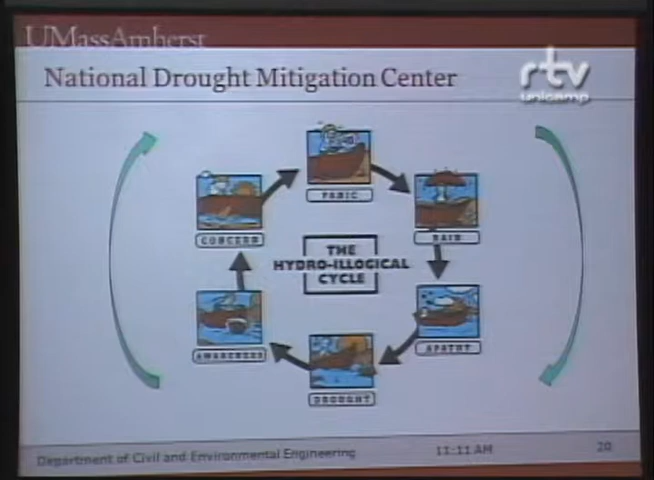 UMassAmherst
National Drought Mitigation Center
rtv
unicamp
PANIC
CONCERN
RAIN
THE
HYDRO-ILLOGICAL
CYCLE
AWARENESS
APATHY
DROUGHT
Department of Civil and Environmental Engineering
11:11 AM
20